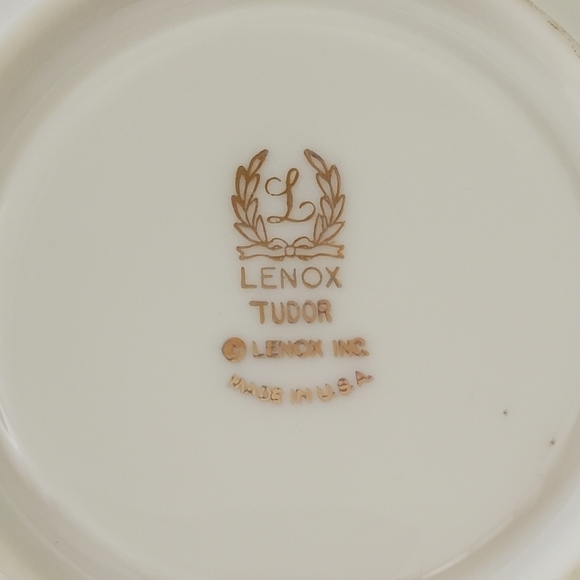 L
LENOX
TUDOR
© LENOX INC.
MADE IN U.S.A.